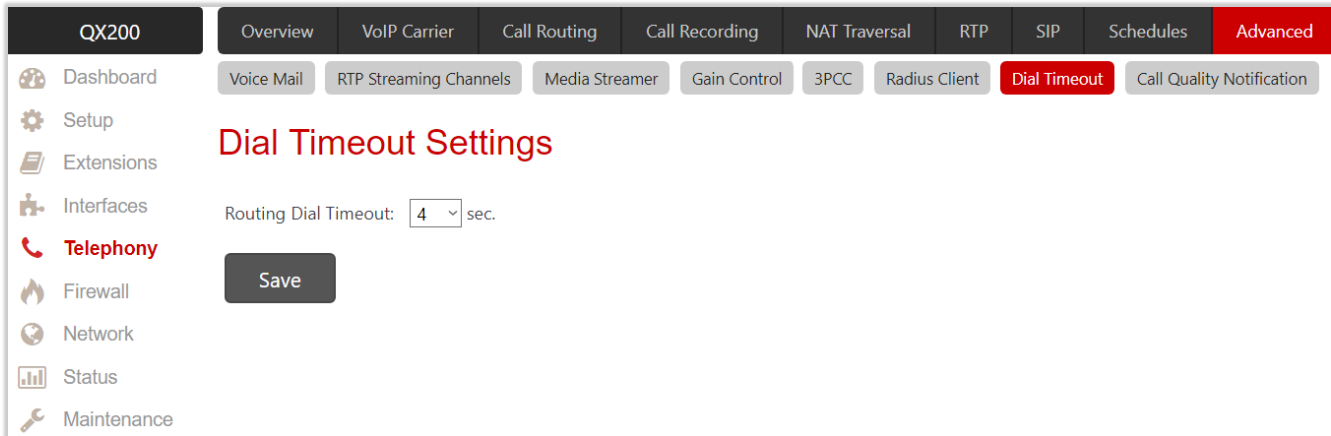 QX200 Overview VoIP Carrier Call Routing Call Recording NAT Traversal RTP SIP Schedules Advanced
Voice Mail RTP Streaming Channels Media Streamer Gain Control 3PCC Radius Client Dial Timeout Call Quality Notification
Dashboard
Setup
Extensions
Interfaces
Telephony
Firewall
Network
Status
Maintenance
Dial Timeout Settings
Routing Dial Timeout: 4 sec.
Save